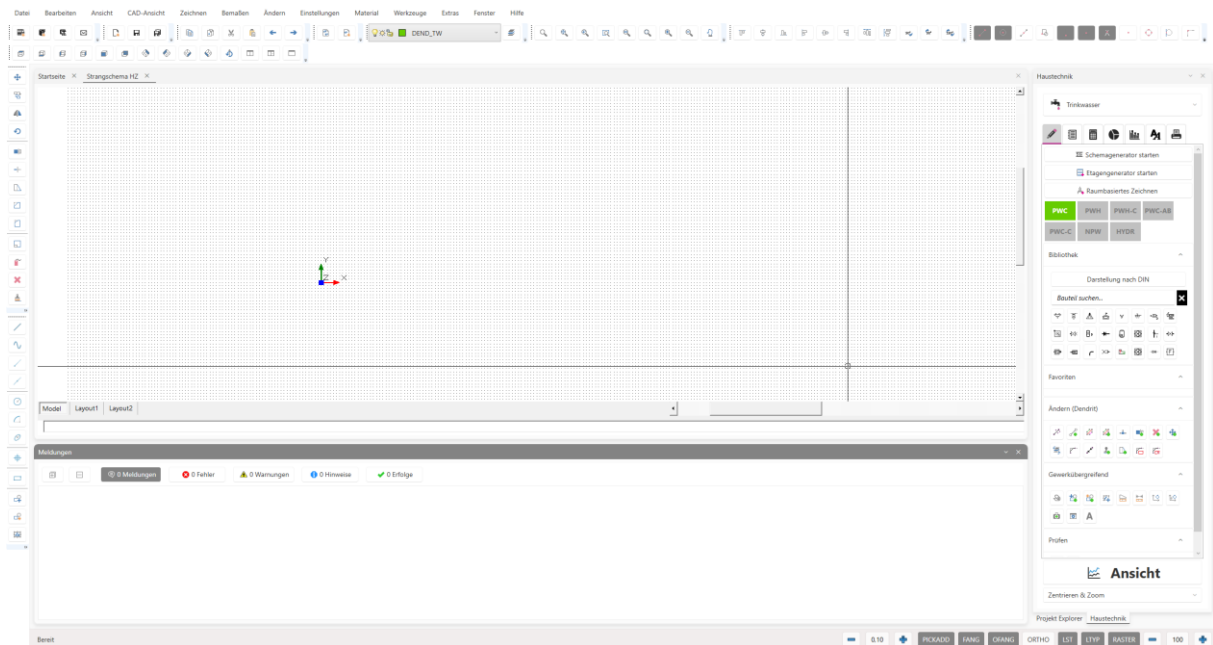 Datei Bearbeiten Ansicht CAD-Ansicht Zeichnen Bemaßen Ändern Einstellungen Material Werkzeuge Extras Fenster Hilfe
DEND_TW
Startseite Strangschema HZ
Y
Z X
Model Layout1 Layout2
Meldungen
0 Meldungen 0 Fehler 0 Warnungen 0 Hinweise 0 Erfolge
Haustechnik
Trinkwasser
Schemagenerator starten
Etagengenerator starten
Raumbasiertes Zeichnen
PWC PWH PWH-C PWC-AB
PWC-C NPW HYDR
Bibliothek
Darstellung nach DIN
Bauteil suchen...
Favoriten
Ändern (Dendrit)
Gewerkübergreifend
A
Prüfen
Ansicht
Zentrieren & Zoom
Projekt Explorer Haustechnik
Bereit 0.10 PICKADD FANG OFANG ORTHO LST LTYP RASTER 100